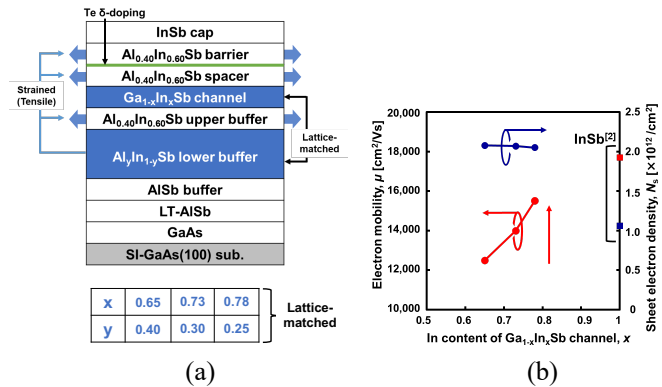 Te δ-doping
InSb cap
Al0.40In0.60Sb barrier
Al0.40In0.60Sb spacer
Ga1-xInxSb channel
Al0.40In0.60Sb upper buffer
AlyIn1-ySb lower buffer
AlSb buffer
LT-AlSb
GaAs
SI-GaAs(100) sub.
Strained
(Tensile)
Lattice-
matched
x 0.65 0.73 0.78
y 0.40 0.30 0.25
Lattice-
matched
(a)
Electron mobility, μ [cm²/Vs]
20,000
18,000
16,000
14,000
12,000
10,000
0.5 0.6 0.7 0.8 0.9 1
In content of Ga1-xInxSb channel, x
InSb[2]
2.5
2.0
1.5
1.0
0.5
0
Sheet electron density, Ns [×10¹² /cm²]
(b)